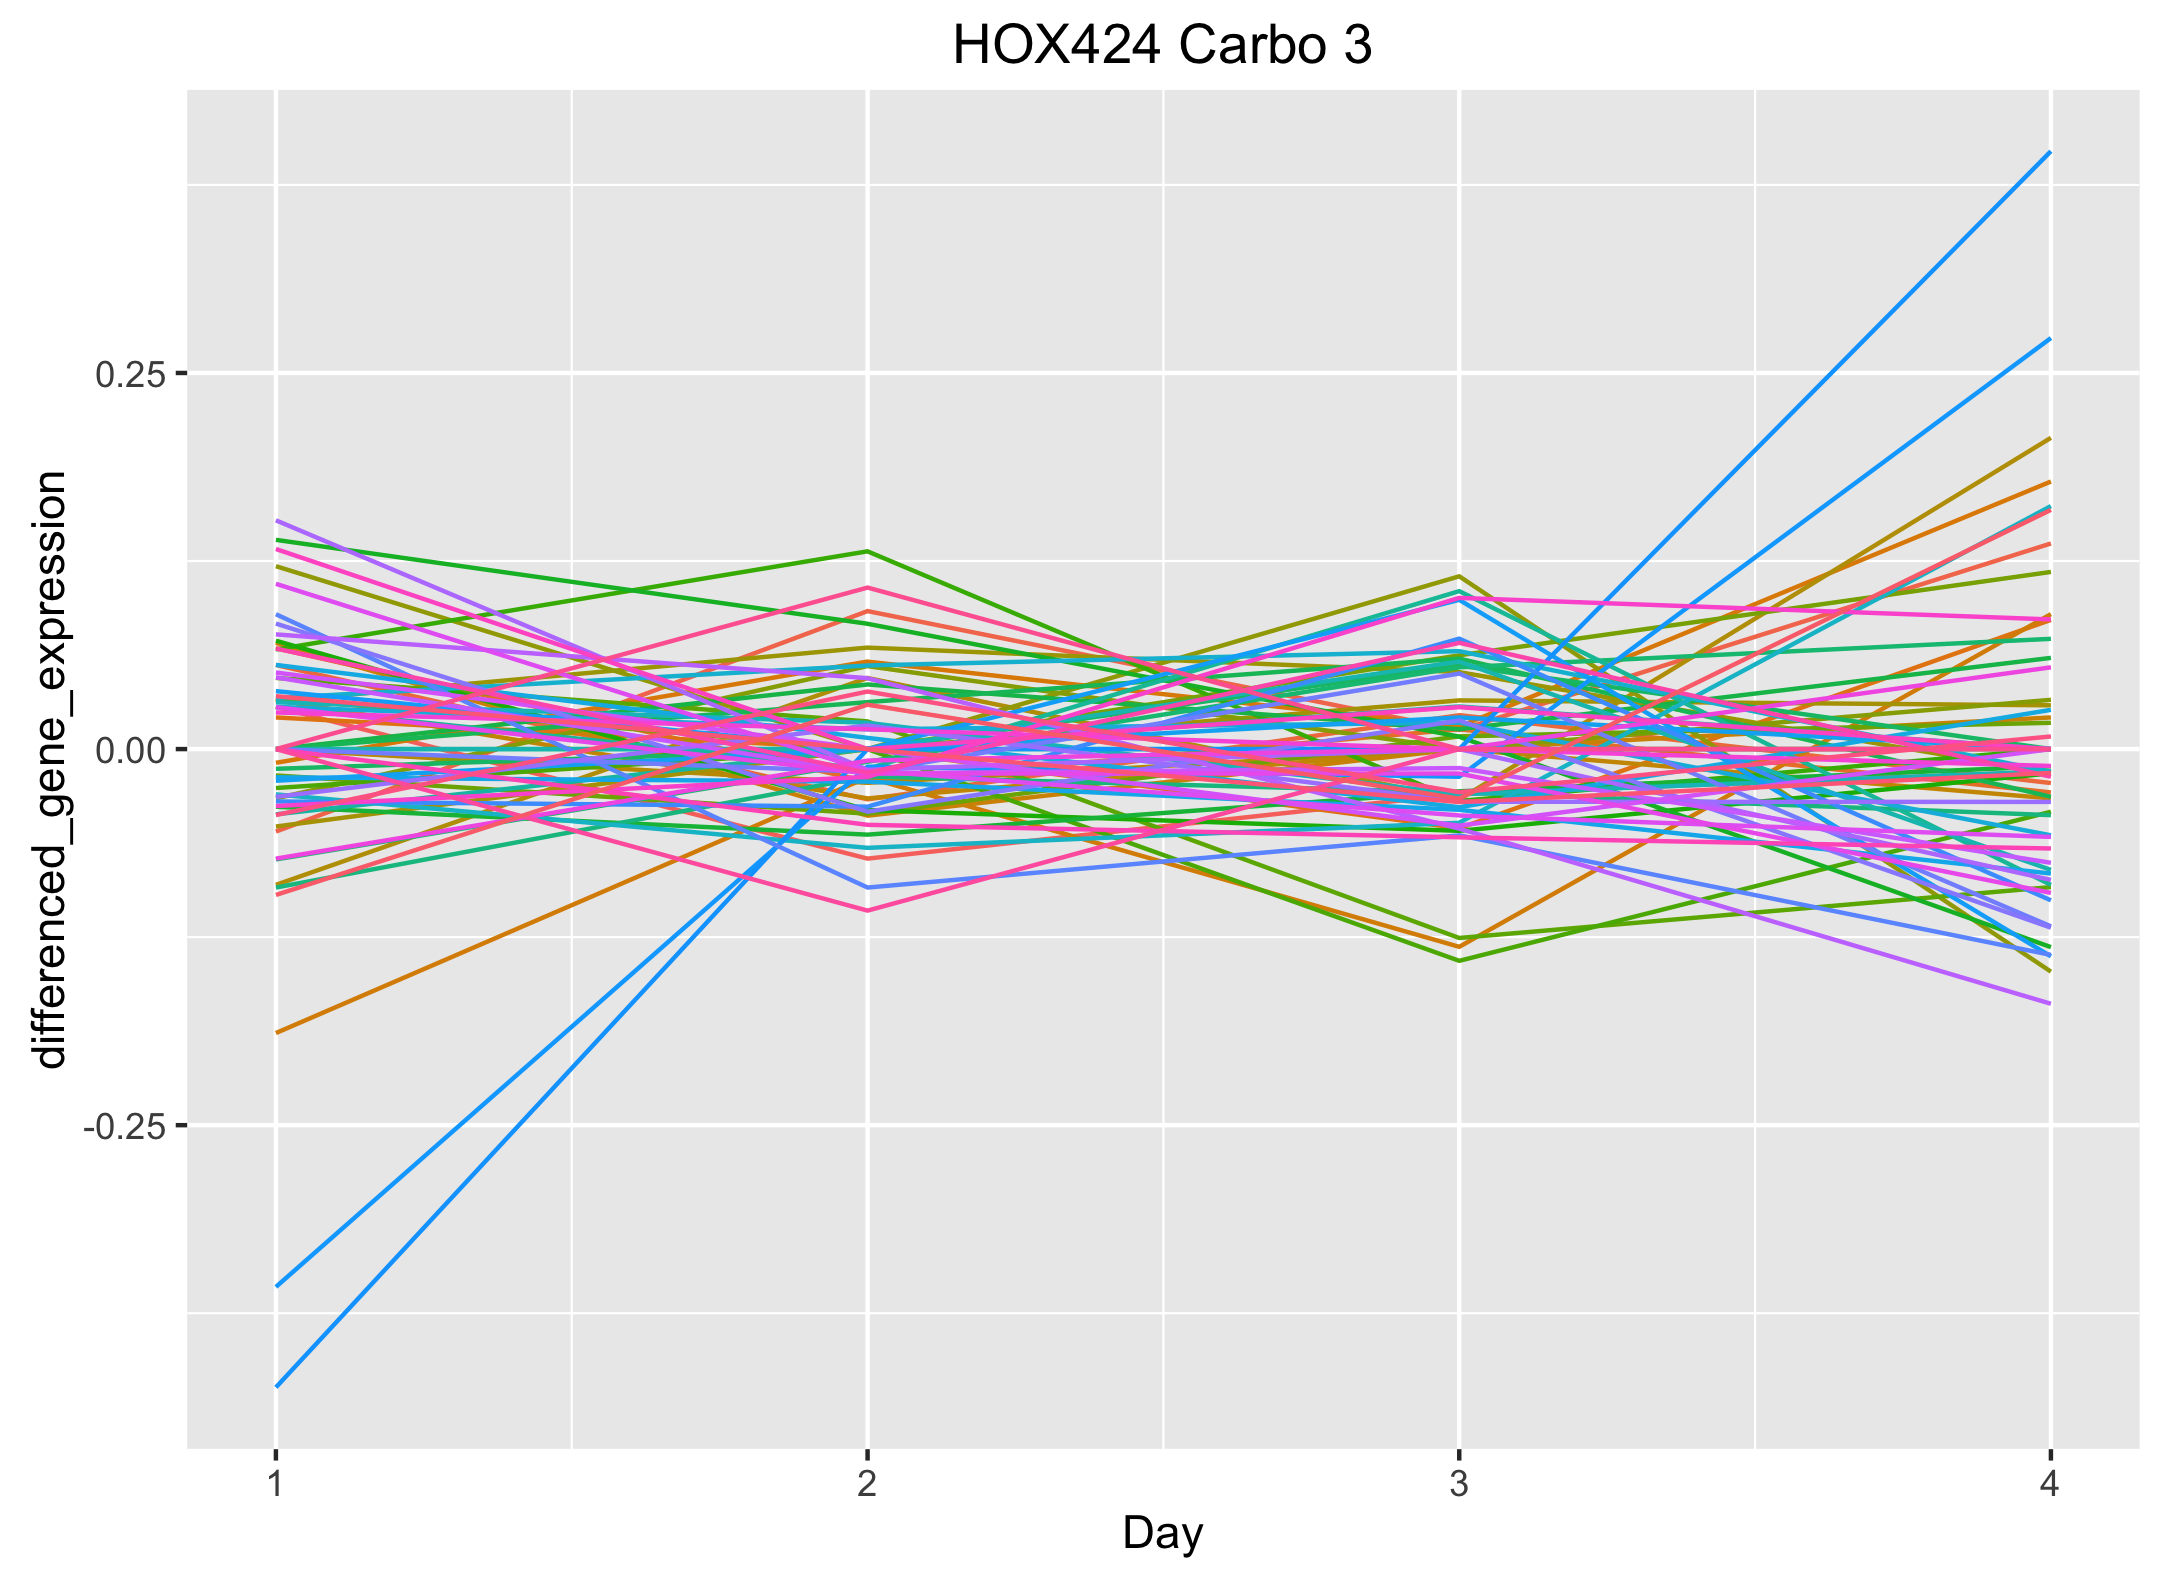 HOX424 Carbo 3
differenced_gene_expression
0.25
0.00
-0.25
1
2
3
4
Day